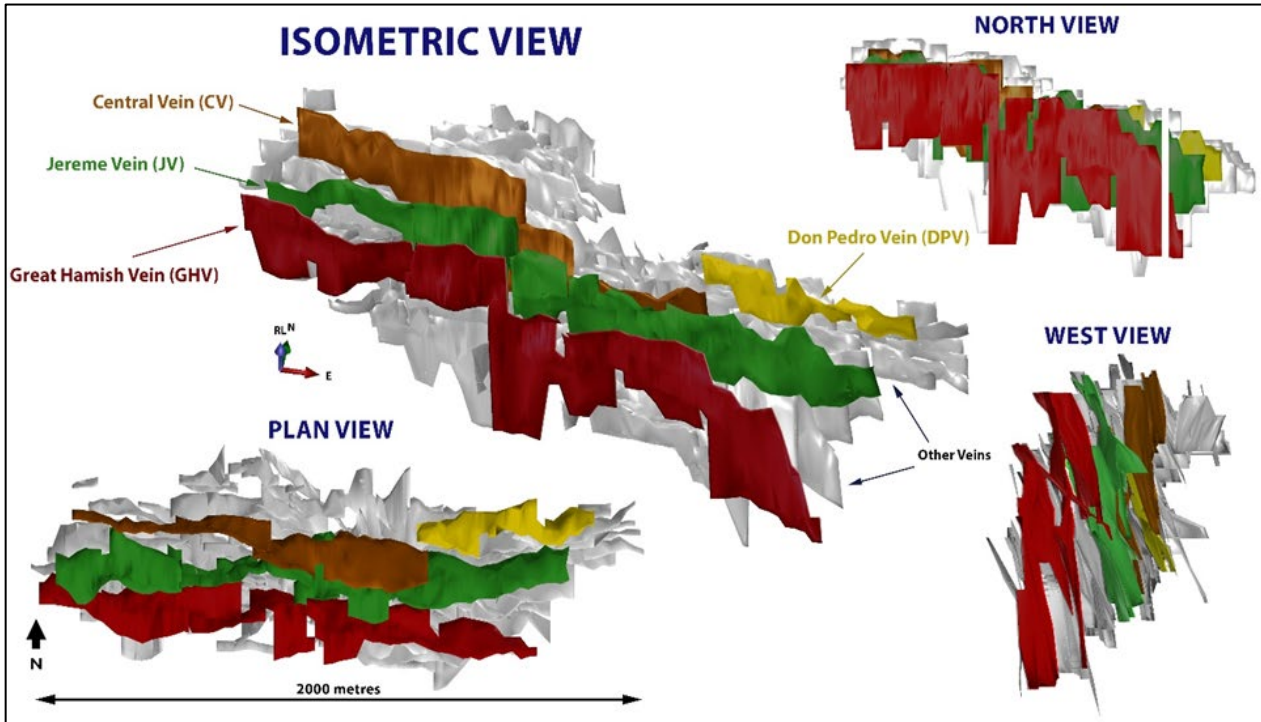 ISOMETRIC VIEW
NORTH VIEW
Central Vein (CV)
Jereme Vein (JV)
Great Hamish Vein (GHV)
Don Pedro Vein (DPV)
RL N
E
WEST VIEW
PLAN VIEW
Other Veins
N
2000 metres